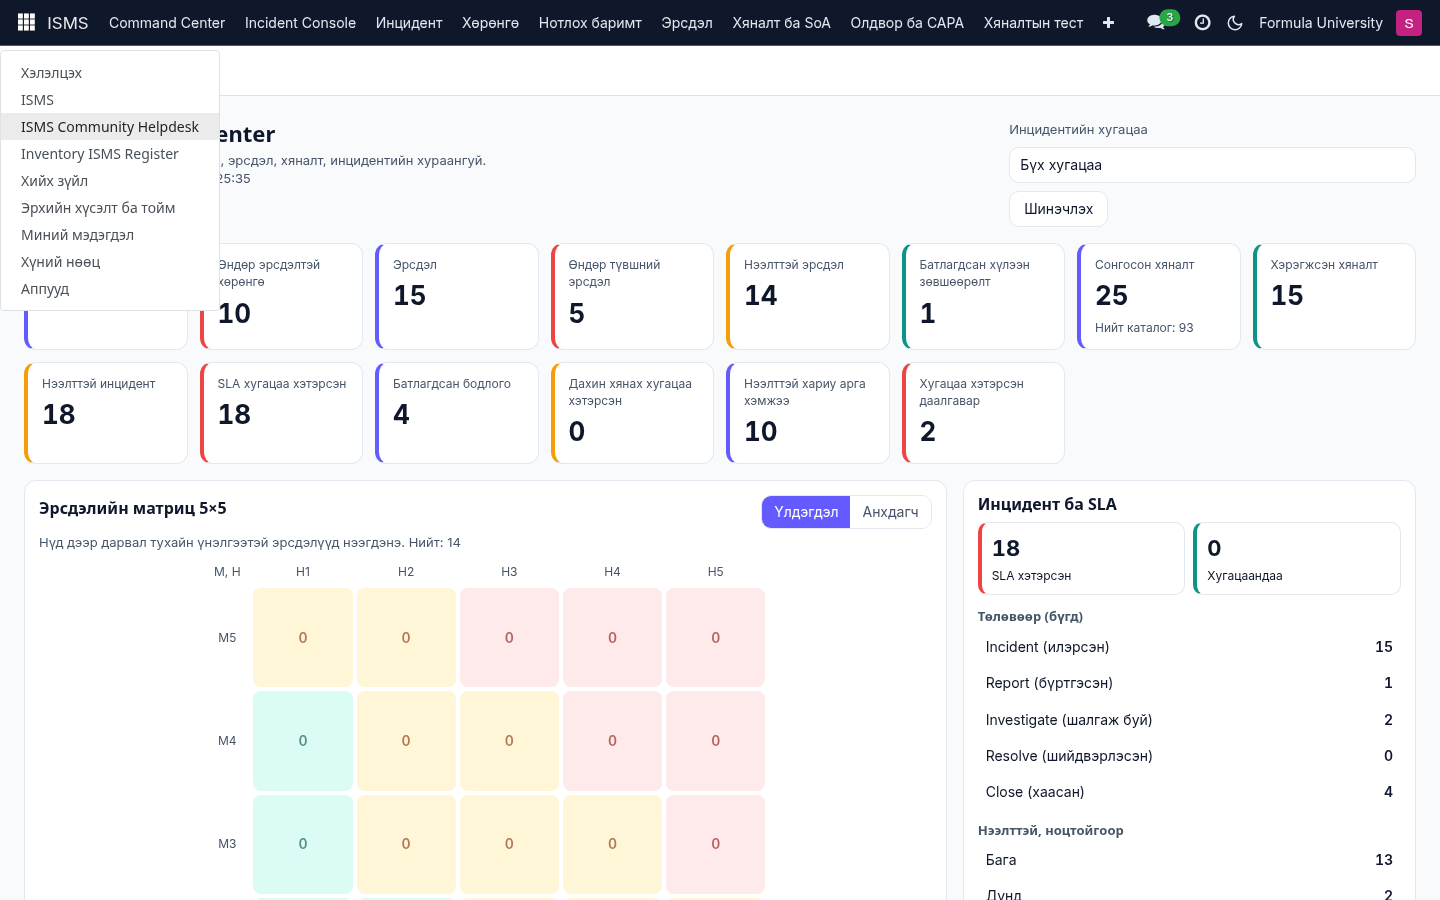 ISMS
Command Center
Incident Console
Инцидент
Хөрөнгө
Нотлох баримт
Эрсдэл
Хяналт ба SoA
Олдвор ба CAPA
Хяналтын тест
3
Formula University
S
Хэлэлцэх
ISMS
ISMS Community Helpdesk
Inventory ISMS Register
Хийх зүйл
Эрхийн хүсэлт ба тойм
Миний мэдэгдэл
Хүний нөөц
Аппууд
enter
, эрсдэл, хяналт, инцидентийн хураангуй.
25:35
Инцидентийн хугацаа
Бүх хугацаа
Шинэчлэх
Өндөр эрсдэлтэй
хөрөнгө
10
Эрсдэл
15
Өндөр түвшний
эрсдэл
5
Нээлттэй эрсдэл
14
Батлагдсан хүлээн
зөвшөөрөлт
1
Сонгосон хяналт
25
Нийт каталог: 93
Хэрэгжсэн хяналт
15
Нээлттэй инцидент
18
SLA хугацаа хэтэрсэн
18
Батлагдсан бодлого
4
Дахин хянах хугацаа
хэтэрсэн
0
Нээлттэй хариу арга
хэмжээ
10
Хугацаа хэтэрсэн
даалгавар
2
Эрсдэлийн матриц 5×5
Үлдэгдэл
Анхдагч
Нүд дээр дарвал тухайн үнэлгээтэй эрсдэлүүд нээгдэнэ. Нийт: 14
М, Н Н1 Н2 Н3 Н4 Н5
М5 0 0 0 0 0
М4 0 0 0 0 0
М3 0 0 0 0 0
Инцидент ба SLA
18
SLA хэтэрсэн
0
Хугацаандаа
Төлөвөөр (бүгд)
Incident (илэрсэн) 15
Report (бүртгэсэн) 1
Investigate (шалгаж буй) 2
Resolve (шийдвэрлэсэн) 0
Close (хаасан) 4
Нээлттэй, ноцтойгоор
Бага 13
Дунд 2